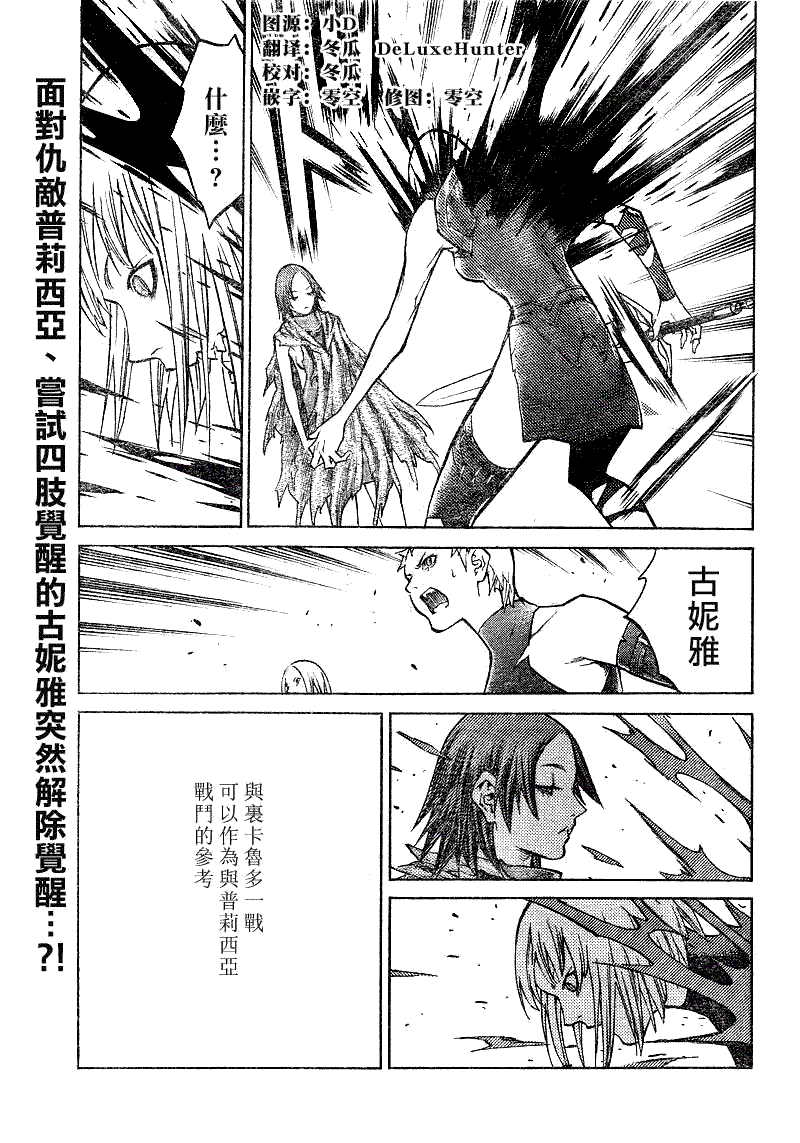 图源：小D
翻译：冬瓜 DeLuxeHunter
校对：冬瓜
嵌字：零空 修图：零空
什麼…？
古妮雅
與裏卡魯多一戰
可以作為與普莉西亞
戰鬥的參考
面對仇敵普莉西亞、嘗試四肢覺醒的古妮雅突然解除覺醒…?!